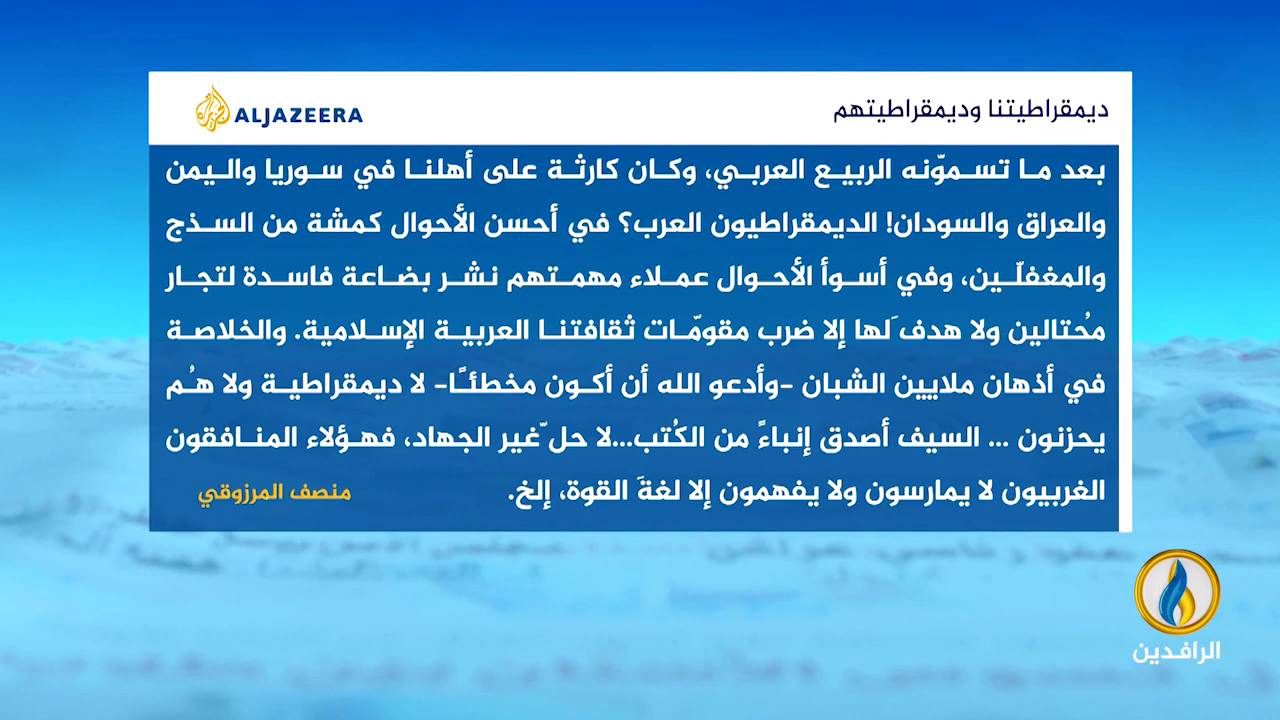 ديمقراطيتنا وديمقراطيتهم
ALJAZEERA
بعد ما تسموّنه الربيع العربي، وكان كارثة على أهلنا في سوريا واليمن
والعراق والسودان! الديمقراطيون العرب؟ في أحسن الأحوال كمشة من السذج
والمغفلّين، وفي أسوأ الأحوال عملاء مهمتهم نشر بضاعة فاسدة لتجار
محُتالين ولا هدف َلها إلا ضرب مقومّات ثقافتنا العربية الإسلامية. والخلاصة
في أذهان ملايين الشبان -وأدعو الله أن أكون مخطئًا- لا ديمقراطية ولا هُم
يحزنون ... السيف أصدق إنباءً من الكُتب...لا حل ّغير الجهاد، فهؤلاء المنافقون
الغربيون لا يمارسون ولا يفهمون إلا لغةَ القوة، إلخ.
منصف المرزوقي
الرافدين